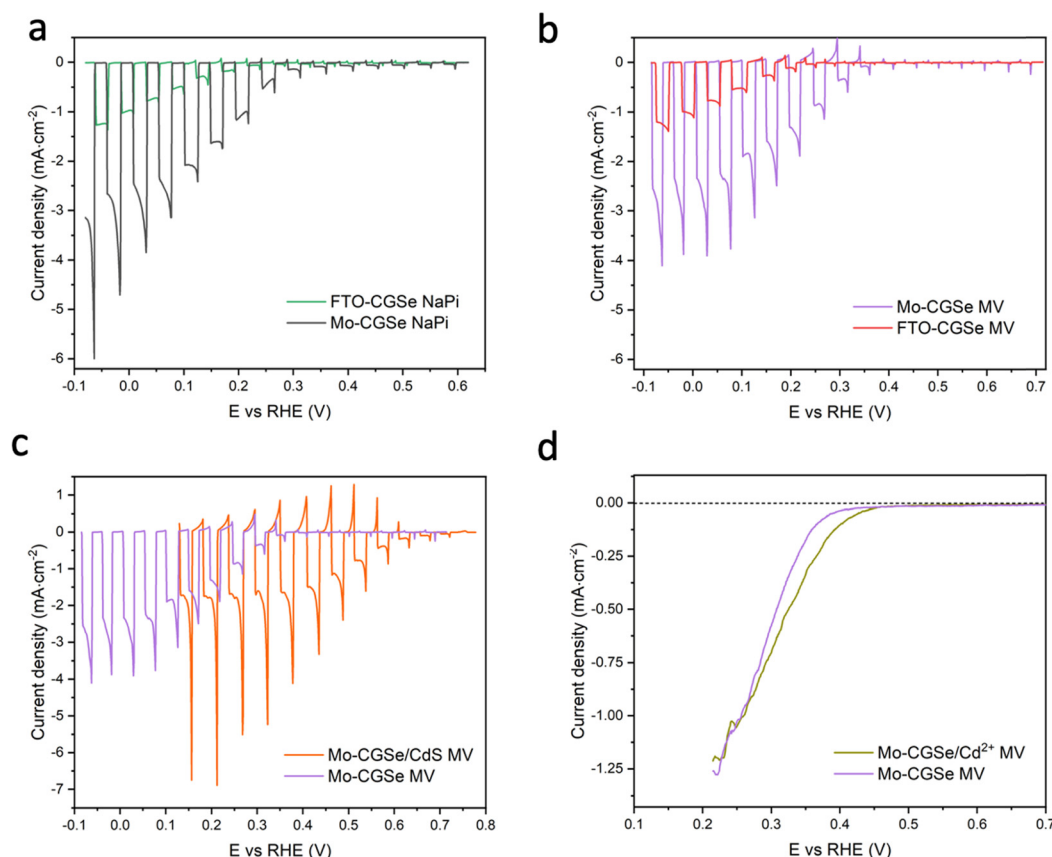 a
0
-1
-2
-3
-4
-5
-6
Current density (mA·cm⁻²)
FTO-CGSe NaPi
Mo-CGSe NaPi
-0.1 0.0 0.1 0.2 0.3 0.4 0.5 0.6
E vs RHE (V)
b
0
-1
-2
-3
-4
-5
-6
Current density (mA·cm⁻²)
Mo-CGSe MV
FTO-CGSe MV
-0.1 0.0 0.1 0.2 0.3 0.4 0.5 0.6 0.7
E vs RHE (V)
c
1
0
-1
-2
-3
-4
-5
-6
-7
Current density (mA·cm⁻²)
Mo-CGSe/CdS MV
Mo-CGSe MV
-0.1 0.0 0.1 0.2 0.3 0.4 0.5 0.6 0.7 0.8
E vs RHE (V)
d
0.00
-0.25
-0.50
-0.75
-1.00
-1.25
Current density (mA·cm⁻²)
Mo-CGSe/Cd²⁺ MV
Mo-CGSe MV
0.1 0.2 0.3 0.4 0.5 0.6 0.7
E vs RHE (V)